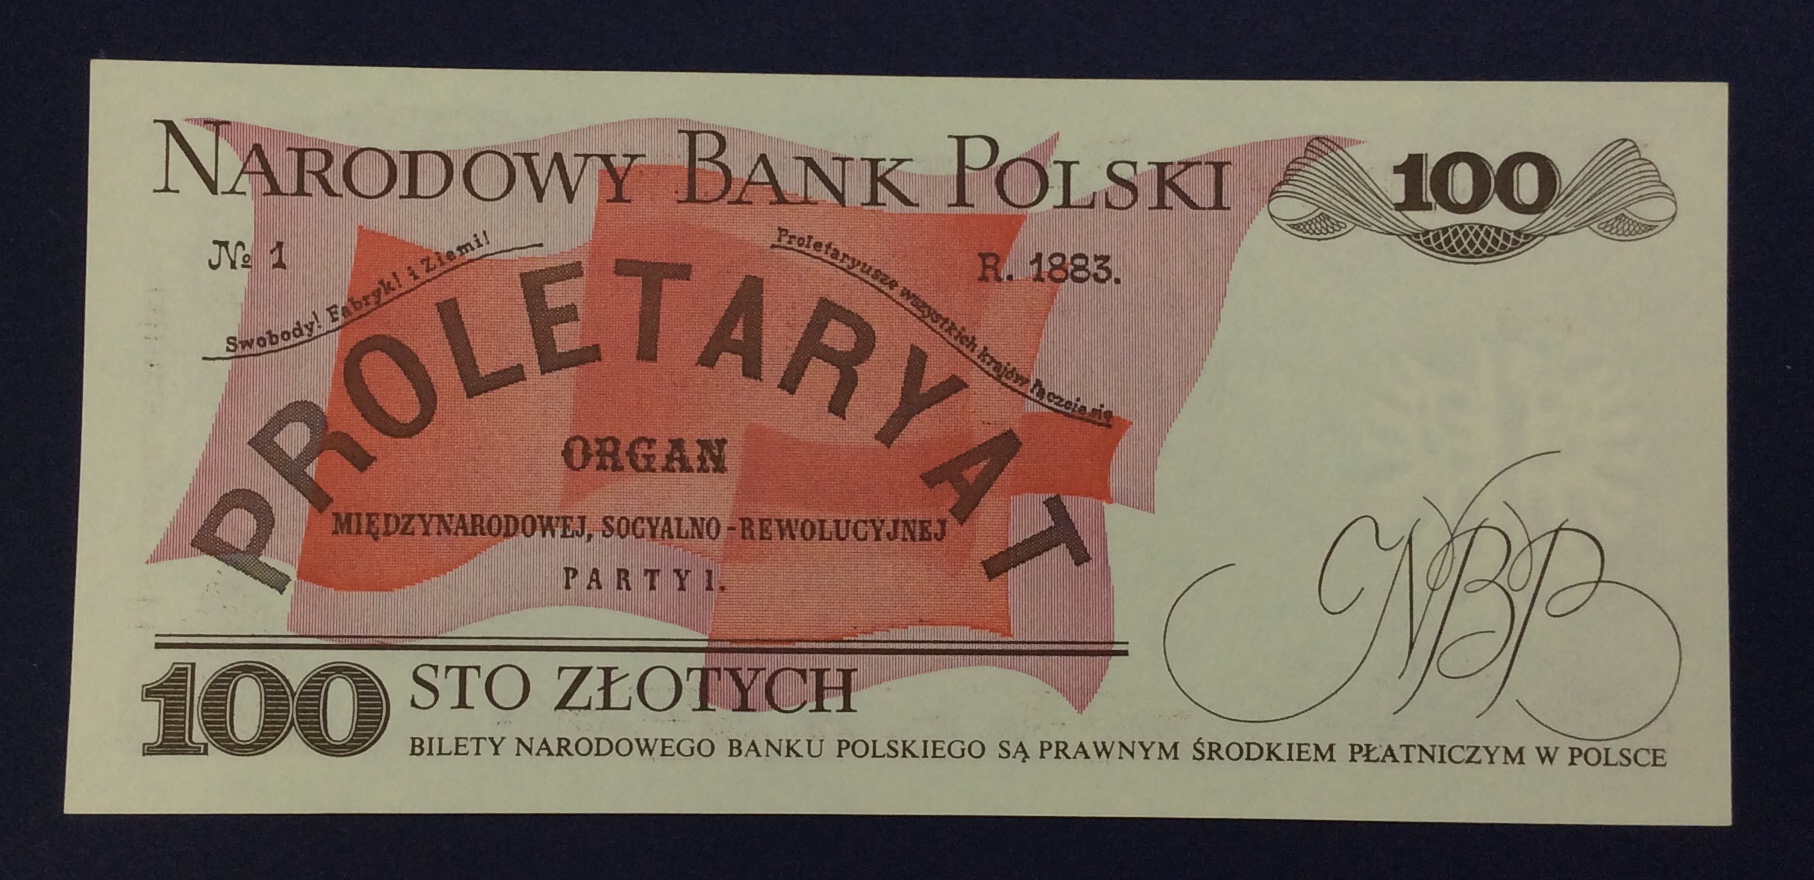 NARODOWY BANK POLSKI
100
№ 1
R. 1883.
Swobody! Fabryk! i Ziemi!
Proletaryusze wszystkich krajów łączcie się
PROLETARYAT
ORGAN
MIĘDZYNARODOWEJ, SOCYALNO-REWOLUCYJNEJ
PARTYI.
NBP
100 STO ZŁOTYCH
BILETY NARODOWEGO BANKU POLSKIEGO SĄ PRAWNYM ŚRODKIEM PŁATNICZYM W POLSCE